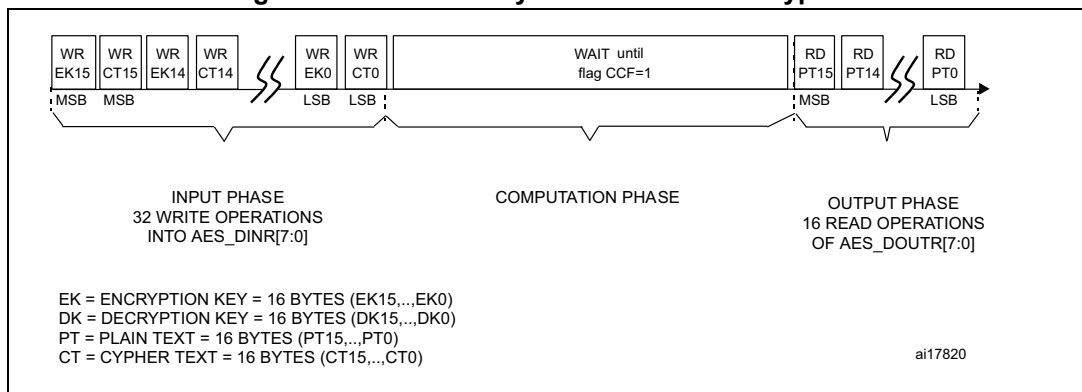 WR EK15 WR CT15 WR EK14 WR CT14 WR EK0 WR CT0 WAIT until flag CCF=1 RD PT15 RD PT14 RD PT0
MSB MSB LSB LSB MSB LSB
INPUT PHASE
32 WRITE OPERATIONS
INTO AES_DINR[7:0]
COMPUTATION PHASE
OUTPUT PHASE
16 READ OPERATIONS
OF AES_DOUTR[7:0]
EK = ENCRYPTION KEY = 16 BYTES (EK15,..,EK0)
DK = DECRYPTION KEY = 16 BYTES (DK15,..,DK0)
PT = PLAIN TEXT = 16 BYTES (PT15,..,PT0)
CT = CYPHER TEXT = 16 BYTES (CT15,..,CT0)
ai17820